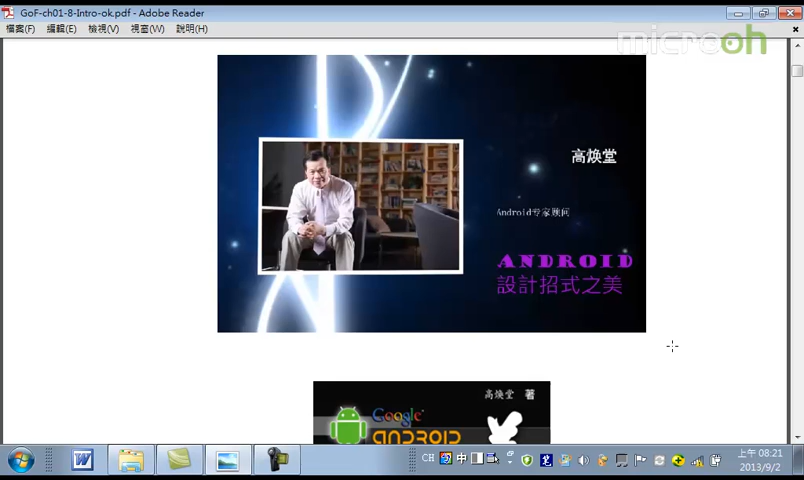 GoF-ch01-8-Intro-ok.pdf - Adobe Reader
檔案(F) 編輯(E) 檢視(V) 視窗(W) 說明(H)
microoh
高焕堂
Android专家顾问
ANDROID
設計招式之美
高煥堂 著
Google
ANDROID
CH 中
上午 08:21
2013/9/2